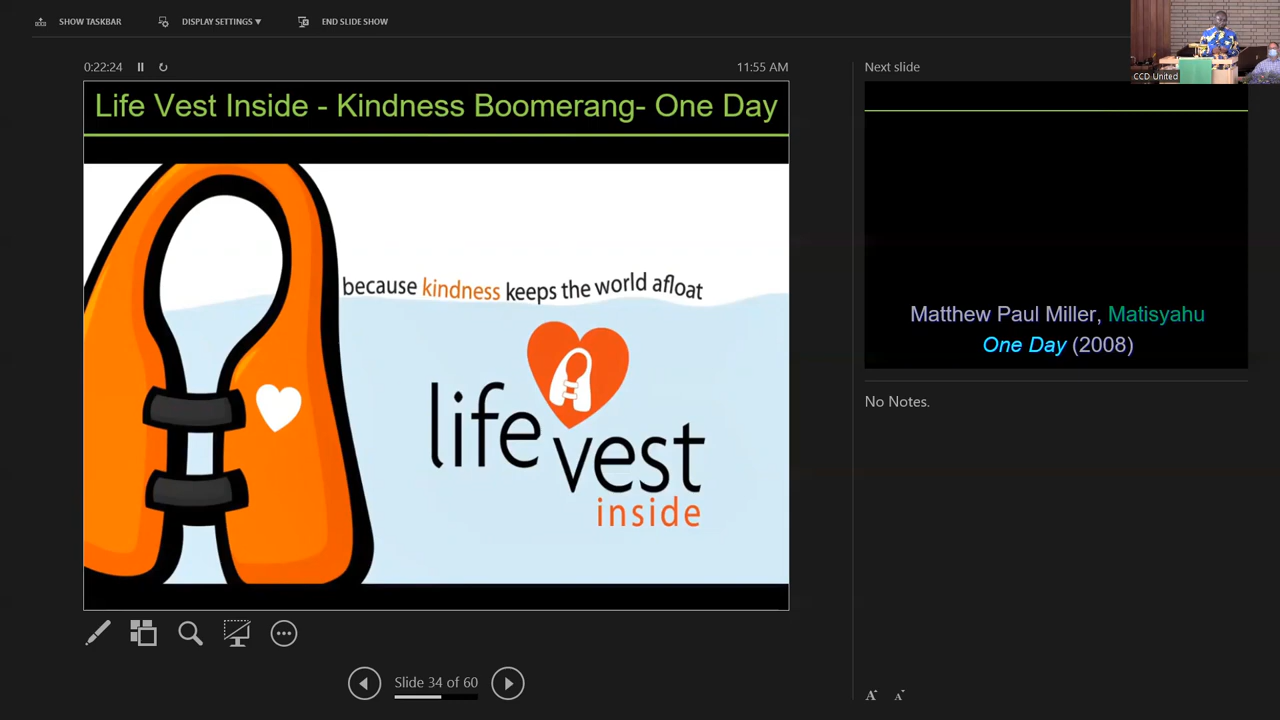 SHOW TASKBAR
DISPLAY SETTINGS
END SLIDE SHOW
CCD United
0:22:24
11:55 AM
Next slide
Life Vest Inside - Kindness Boomerang- One Day
because kindness keeps the world afloat
life
vest
inside
Matthew Paul Miller, Matisyahu
One Day (2008)
No Notes.
Slide 34 of 60
A A